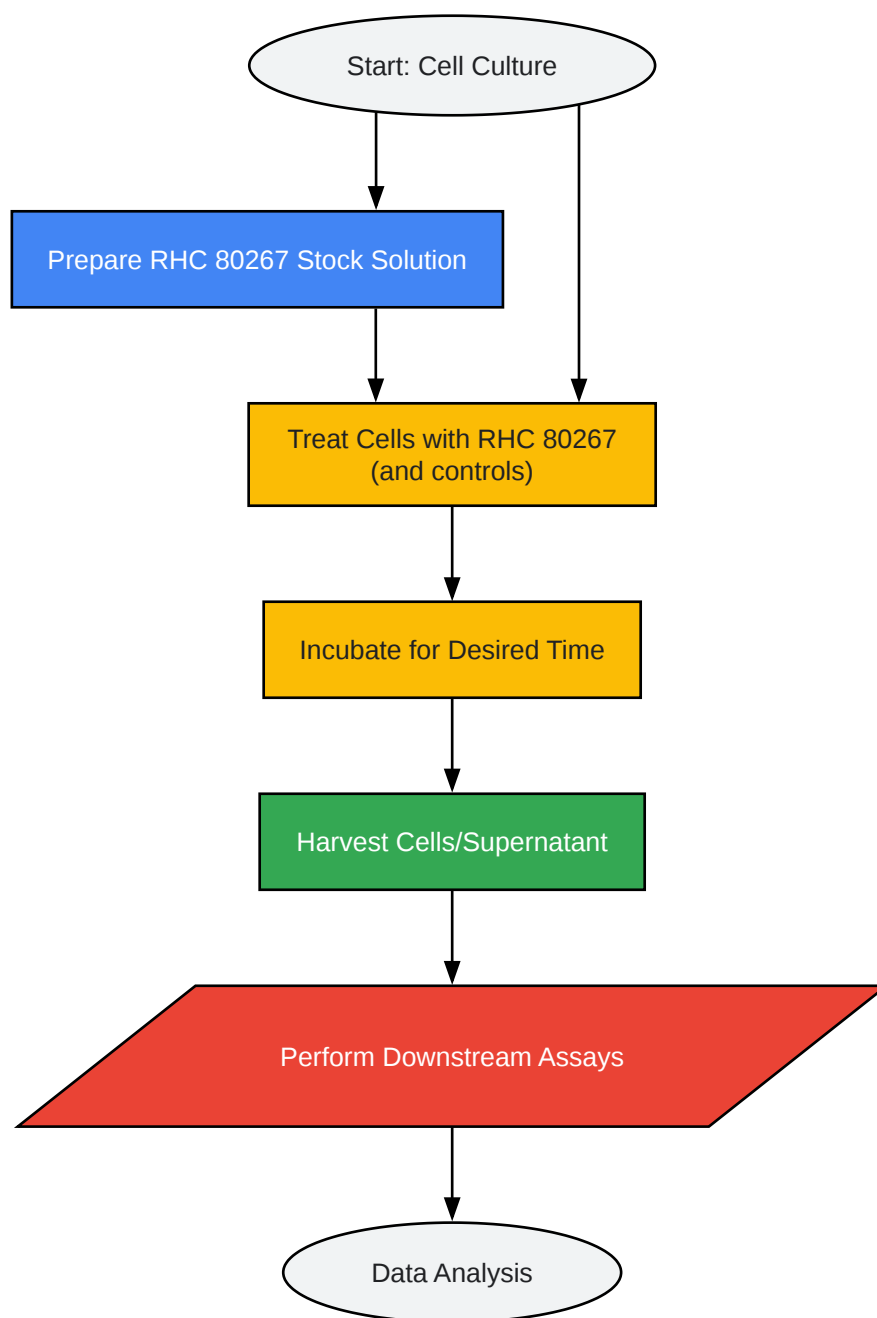 Start: Cell Culture
Prepare RHC 80267 Stock Solution
Treat Cells with RHC 80267
(and controls)
Incubate for Desired Time
Harvest Cells/Supernatant
Perform Downstream Assays
Data Analysis